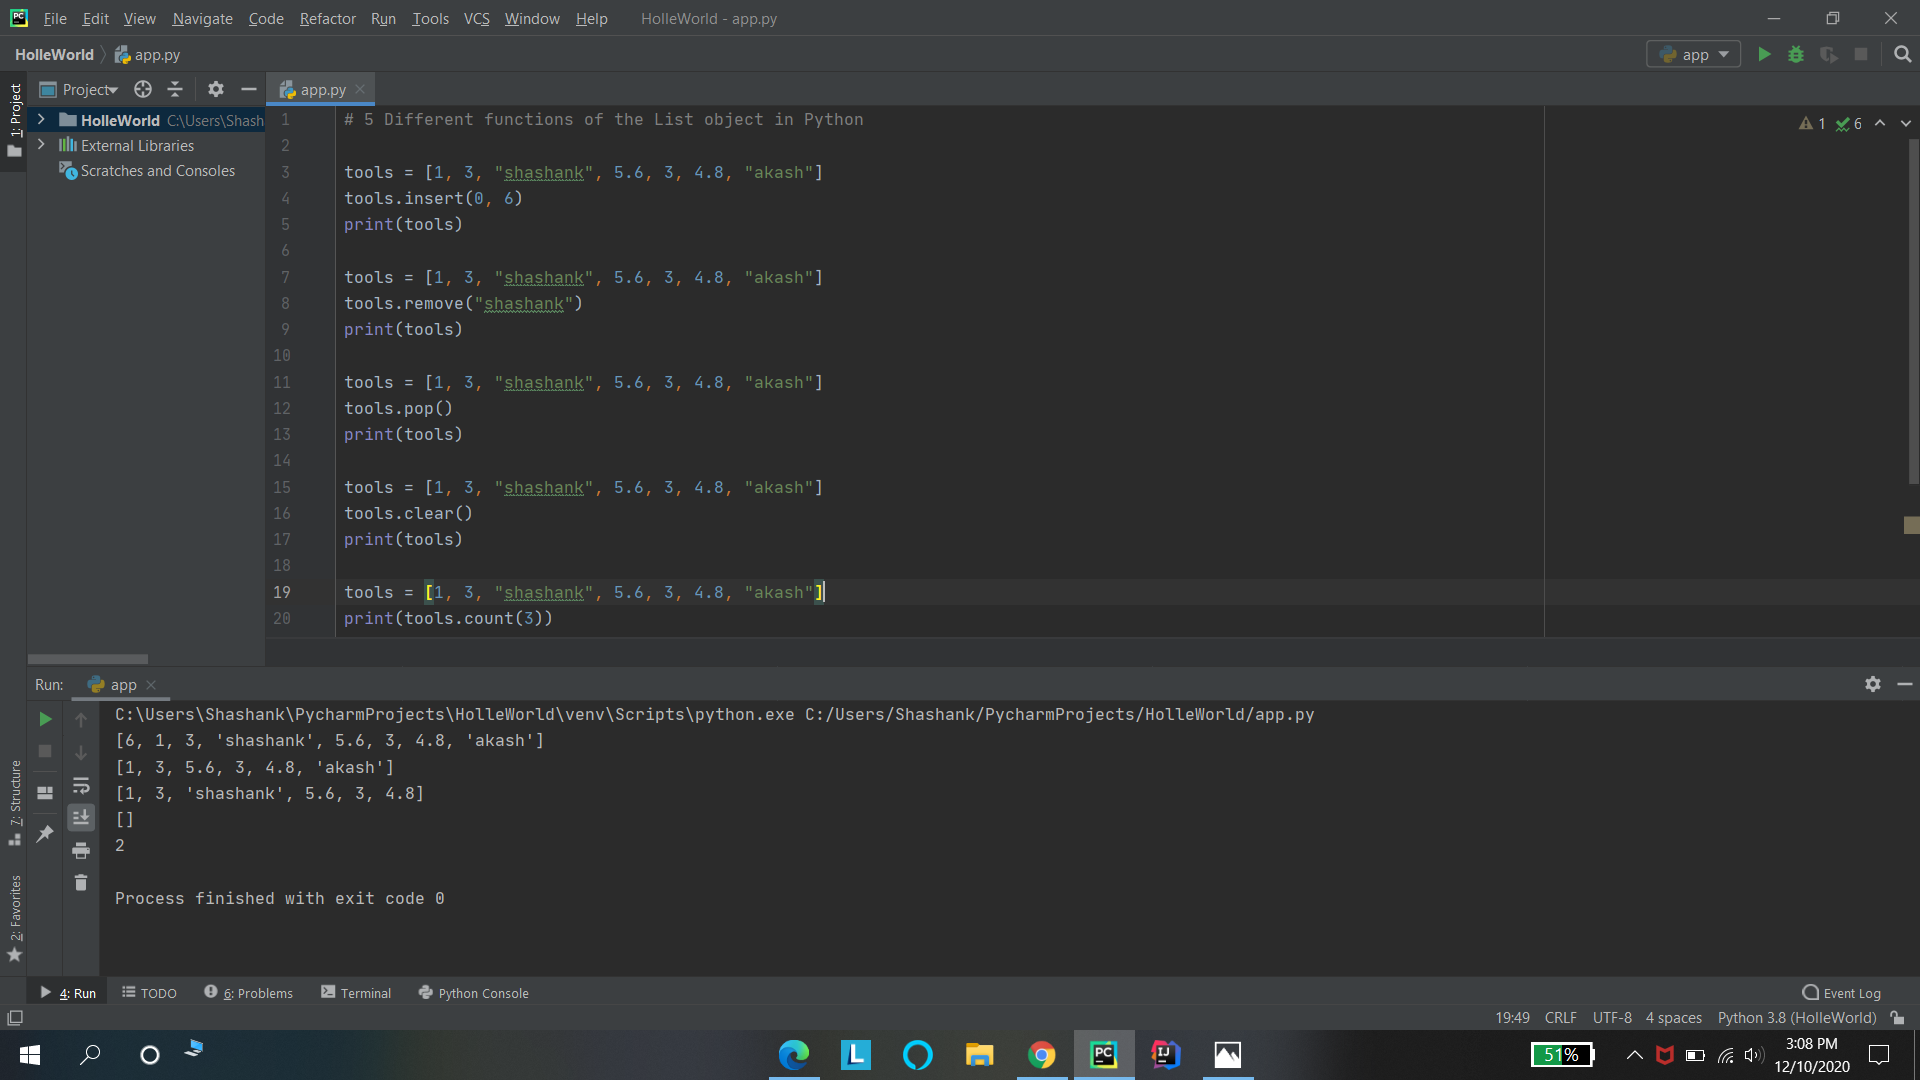 File Edit View Navigate Code Refactor Run Tools VCS Window Help HolleWorld - app.py
HolleWorld app.py app
1: Project
Project
app.py
HolleWorld C:\Users\Shash
External Libraries
Scratches and Consoles
1 6
1 # 5 Different functions of the List object in Python
2
3 tools = [1, 3, "shashank", 5.6, 3, 4.8, "akash"]
4 tools.insert(0, 6)
5 print(tools)
6
7 tools = [1, 3, "shashank", 5.6, 3, 4.8, "akash"]
8 tools.remove("shashank")
9 print(tools)
10
11 tools = [1, 3, "shashank", 5.6, 3, 4.8, "akash"]
12 tools.pop()
13 print(tools)
14
15 tools = [1, 3, "shashank", 5.6, 3, 4.8, "akash"]
16 tools.clear()
17 print(tools)
18
19 tools = [1, 3, "shashank", 5.6, 3, 4.8, "akash"]
20 print(tools.count(3))
Run: app
C:\Users\Shashank\PycharmProjects\HolleWorld\venv\Scripts\python.exe C:/Users/Shashank/PycharmProjects/HolleWorld/app.py
[6, 1, 3, 'shashank', 5.6, 3, 4.8, 'akash']
[1, 3, 5.6, 3, 4.8, 'akash']
[1, 3, 'shashank', 5.6, 3, 4.8]
[]
2
Process finished with exit code 0
7: Structure
2: Favorites
4: Run TODO 6: Problems Terminal Python Console Event Log
19:49 CRLF UTF-8 4 spaces Python 3.8 (HolleWorld)
L PC IJ 51% 3:08 PM
12/10/2020